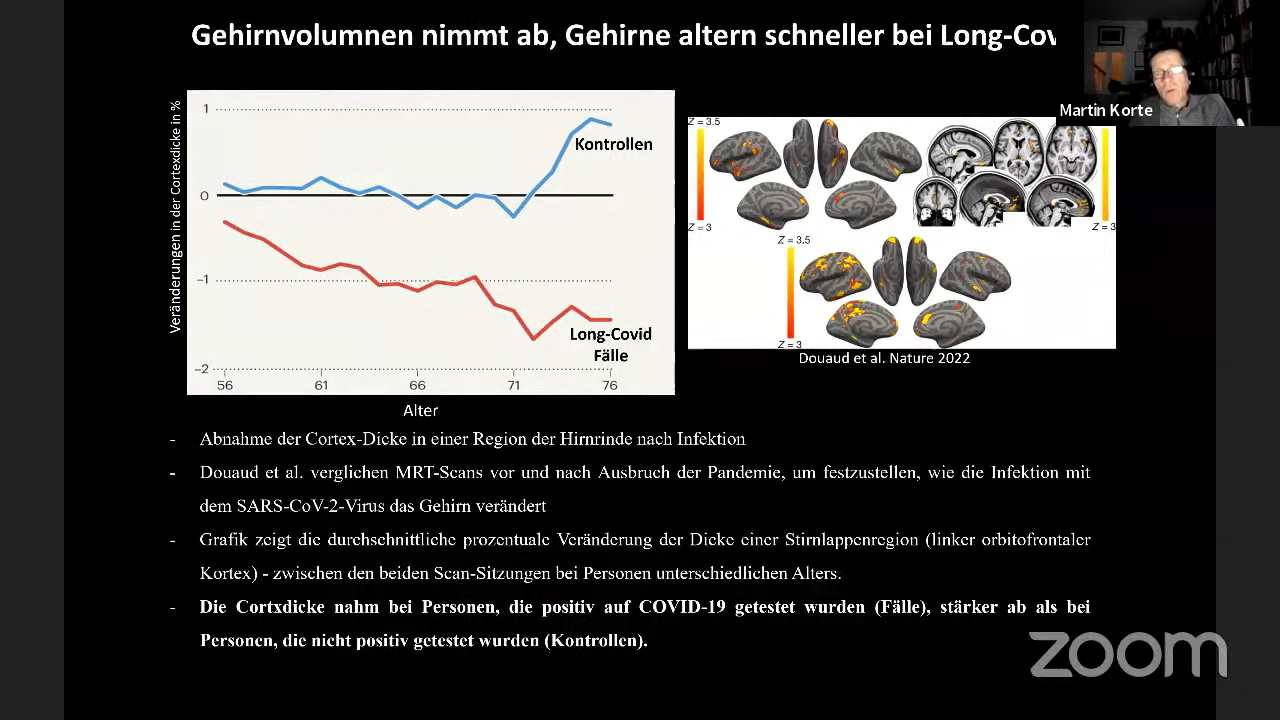 Gehirnvolumnen nimmt ab, Gehirne altern schneller bei Long-Cov
Martin Korte
Veränderungen in der Cortexdicke in %
1
0
−1
−2
56 61 66 71 76
Kontrollen
Long-Covid
Fälle
Alter
Z = 3.5
Z = 3
Z = 3
Z = 3.5
Z = 3
Douaud et al. Nature 2022
- Abnahme der Cortex-Dicke in einer Region der Hirnrinde nach Infektion
- Douaud et al. verglichen MRT-Scans vor und nach Ausbruch der Pandemie, um festzustellen, wie die Infektion mit
dem SARS-CoV-2-Virus das Gehirn verändert
- Grafik zeigt die durchschnittliche prozentuale Veränderung der Dicke einer Stirnlappenregion (linker orbitofrontaler
Kortex) - zwischen den beiden Scan-Sitzungen bei Personen unterschiedlichen Alters.
- Die Cortxdicke nahm bei Personen, die positiv auf COVID-19 getestet wurden (Fälle), stärker ab als bei
Personen, die nicht positiv getestet wurden (Kontrollen).
zoom